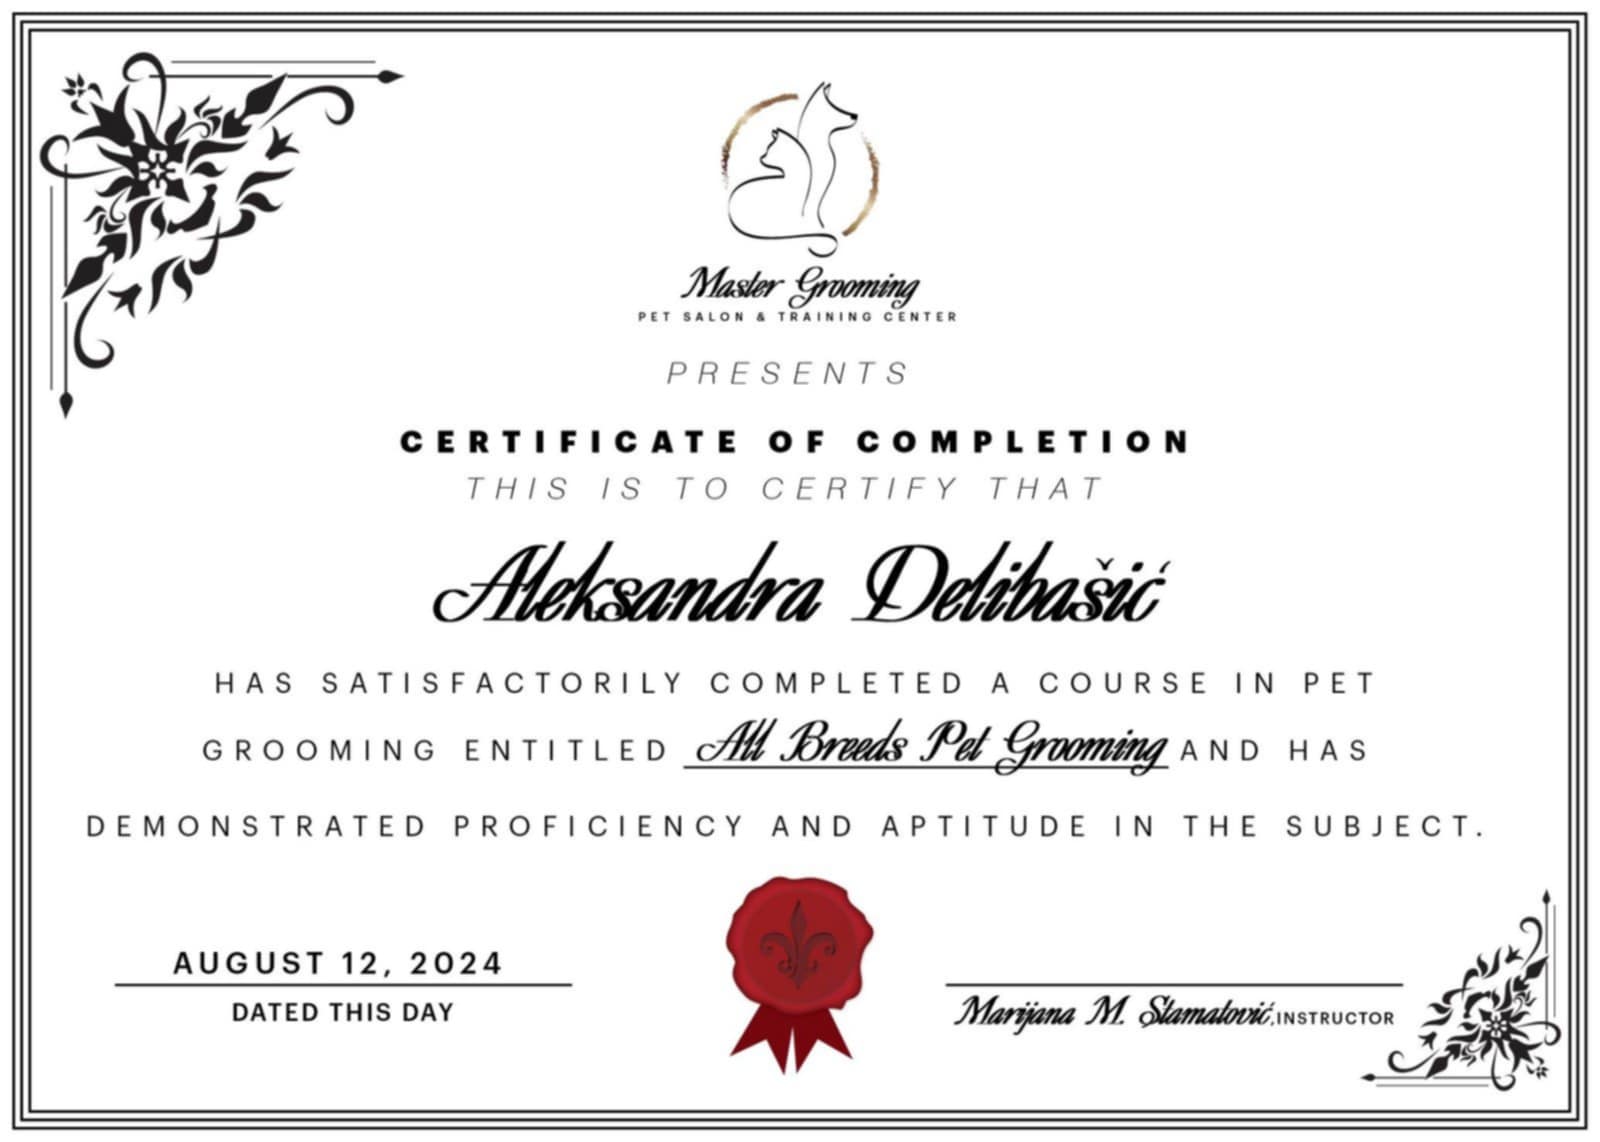 Master Grooming
PET SALON & TRAINING CENTER
PRESENTS
CERTIFICATE OF COMPLETION
THIS IS TO CERTIFY THAT
Aleksandra Delibašić
HAS SATISFACTORILY COMPLETED A COURSE IN PET
GROOMING ENTITLED All Breeds Pet Grooming AND HAS
DEMONSTRATED PROFICIENCY AND APTITUDE IN THE SUBJECT.
AUGUST 12, 2024
DATED THIS DAY
Marijana M. Stamatović, INSTRUCTOR